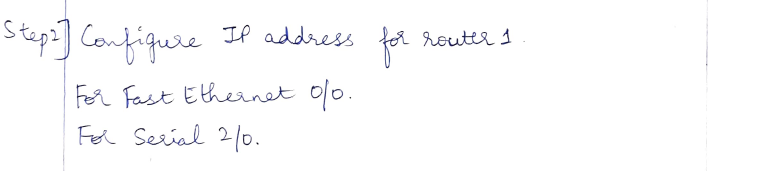 Step2] Configure IP address for router 1.
For Fast Ethernet 0/0.
For Serial 2/0.